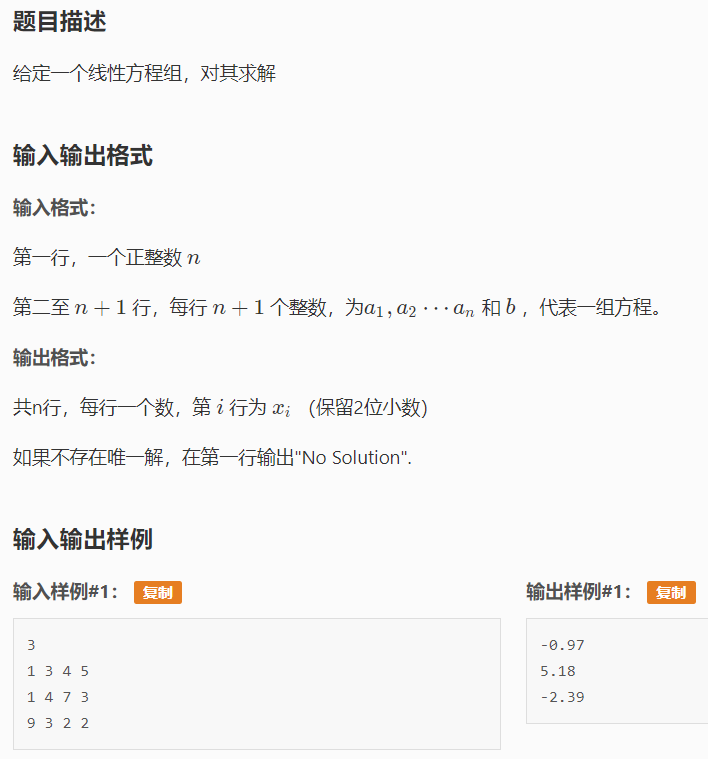 题目描述
给定一个线性方程组，对其求解
输入输出格式
输入格式：
第一行，一个正整数 n
第二至 n + 1 行，每行 n + 1 个整数，为a₁, a₂ ⋯ aₙ 和 b，代表一组方程。
输出格式：
共n行，每行一个数，第 i 行为 xᵢ （保留2位小数）
如果不存在唯一解，在第一行输出"No Solution".
输入输出样例
输入样例#1： 复制
3
1 3 4 5
1 4 7 3
9 3 2 2
输出样例#1： 复制
-0.97
5.18
-2.39